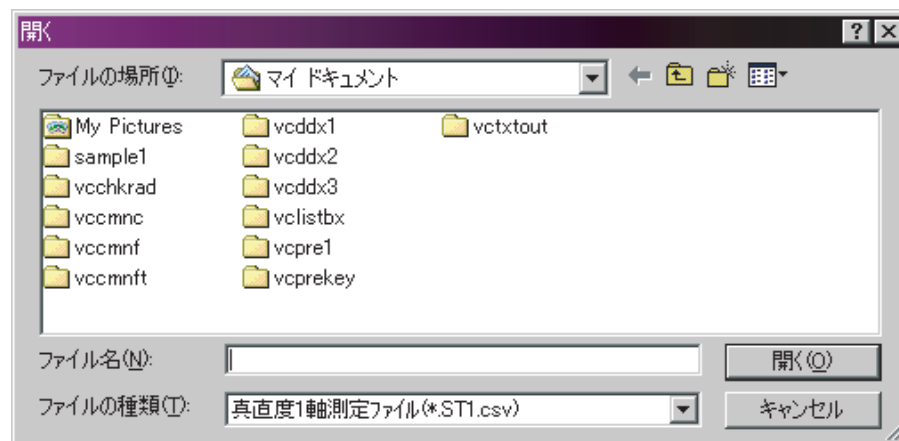 開く
ファイルの場所(I):
マイ ドキュメント
My Pictures
sample1
vcchkrad
vccmnc
vccmnf
vccmnft
vcddx1
vcddx2
vcddx3
vclistbx
vcpre1
vcprekey
vctxtout
ファイル名(N):
開く(O)
ファイルの種類(T):
真直度1軸測定ファイル(*.ST1.csv)
キャンセル